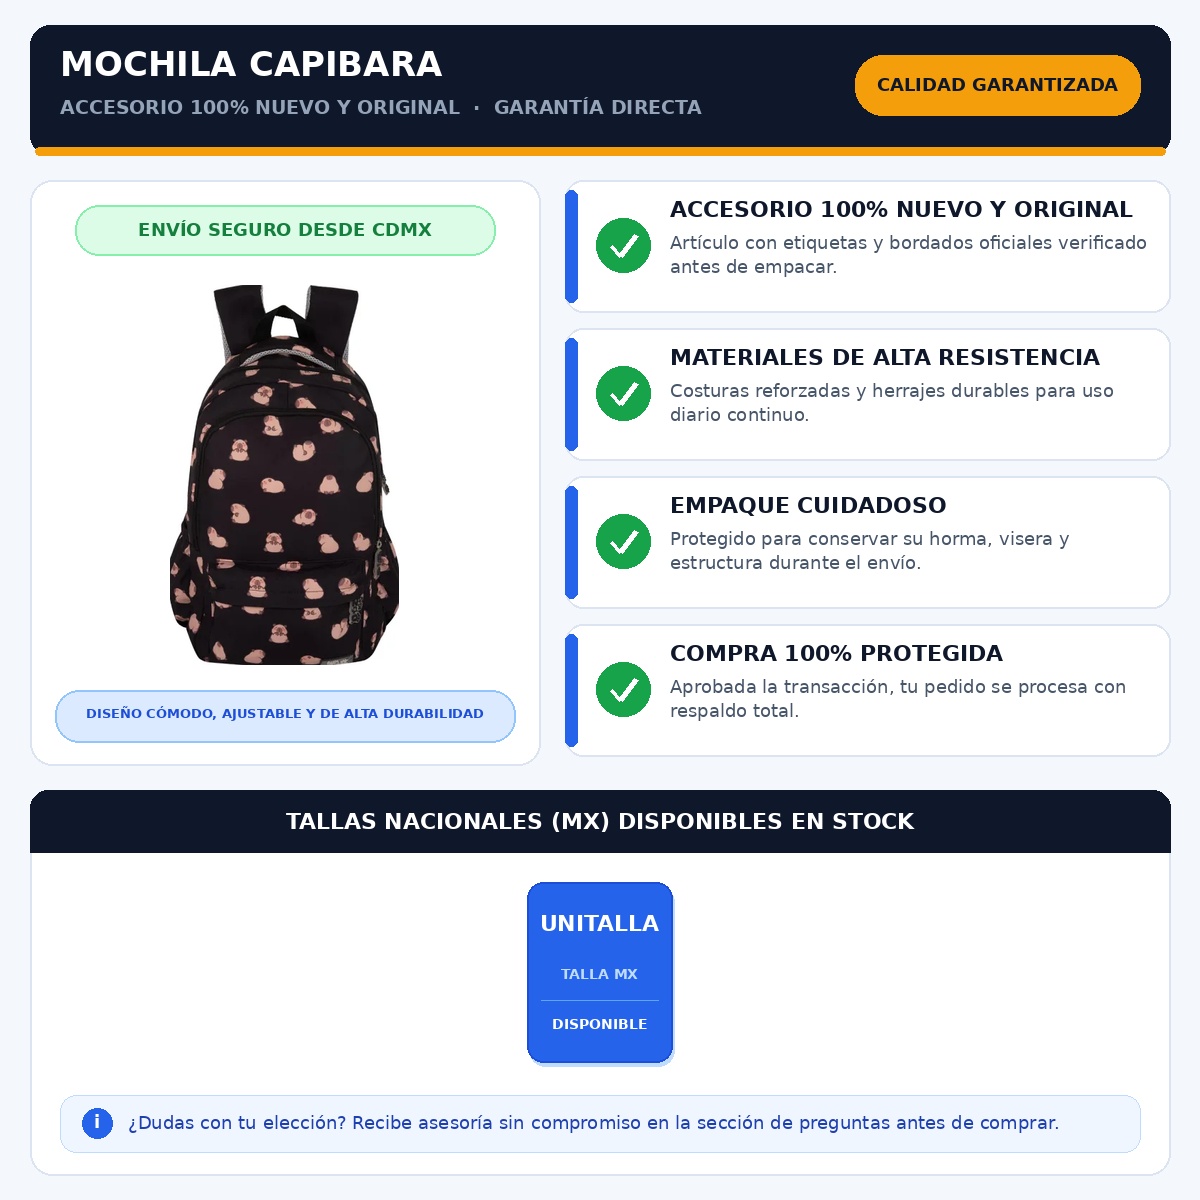 MOCHILA CAPIBARA
ACCESORIO 100% NUEVO Y ORIGINAL · GARANTÍA DIRECTA
CALIDAD GARANTIZADA
ENVÍO SEGURO DESDE CDMX
DISEÑO CÓMODO, AJUSTABLE Y DE ALTA DURABILIDAD
ACCESORIO 100% NUEVO Y ORIGINAL
Artículo con etiquetas y bordados oficiales verificado
antes de empacar.
MATERIALES DE ALTA RESISTENCIA
Costuras reforzadas y herrajes durables para uso
diario continuo.
EMPAQUE CUIDADOSO
Protegido para conservar su horma, visera y
estructura durante el envío.
COMPRA 100% PROTEGIDA
Aprobada la transacción, tu pedido se procesa con
respaldo total.
TALLAS NACIONALES (MX) DISPONIBLES EN STOCK
UNITALLA
TALLA MX
DISPONIBLE
i ¿Dudas con tu elección? Recibe asesoría sin compromiso en la sección de preguntas antes de comprar.